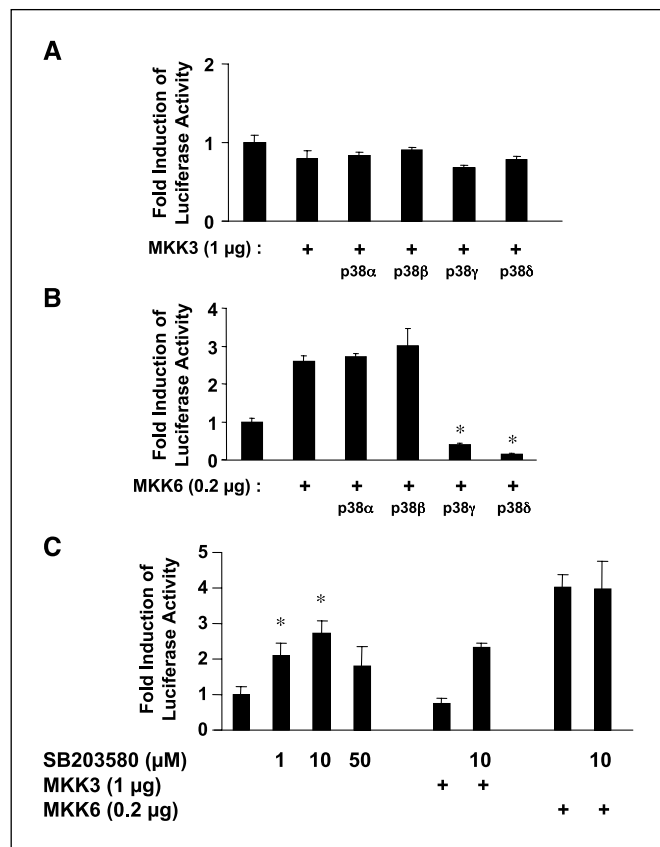 A
Fold Induction of
Luciferase Activity
2
1
0
MKK3 (1 µg) : + + + + +
p38α p38β p38γ p38δ
B
Fold Induction of
Luciferase Activity
4
3
2
1
0
* *
MKK6 (0.2 µg) : + + + + +
p38α p38β p38γ p38δ
C
Fold Induction of
Luciferase Activity
5
4
3
2
1
0
* *
SB203580 (µM) 1 10 50 10 10
MKK3 (1 µg) + +
MKK6 (0.2 µg) + +